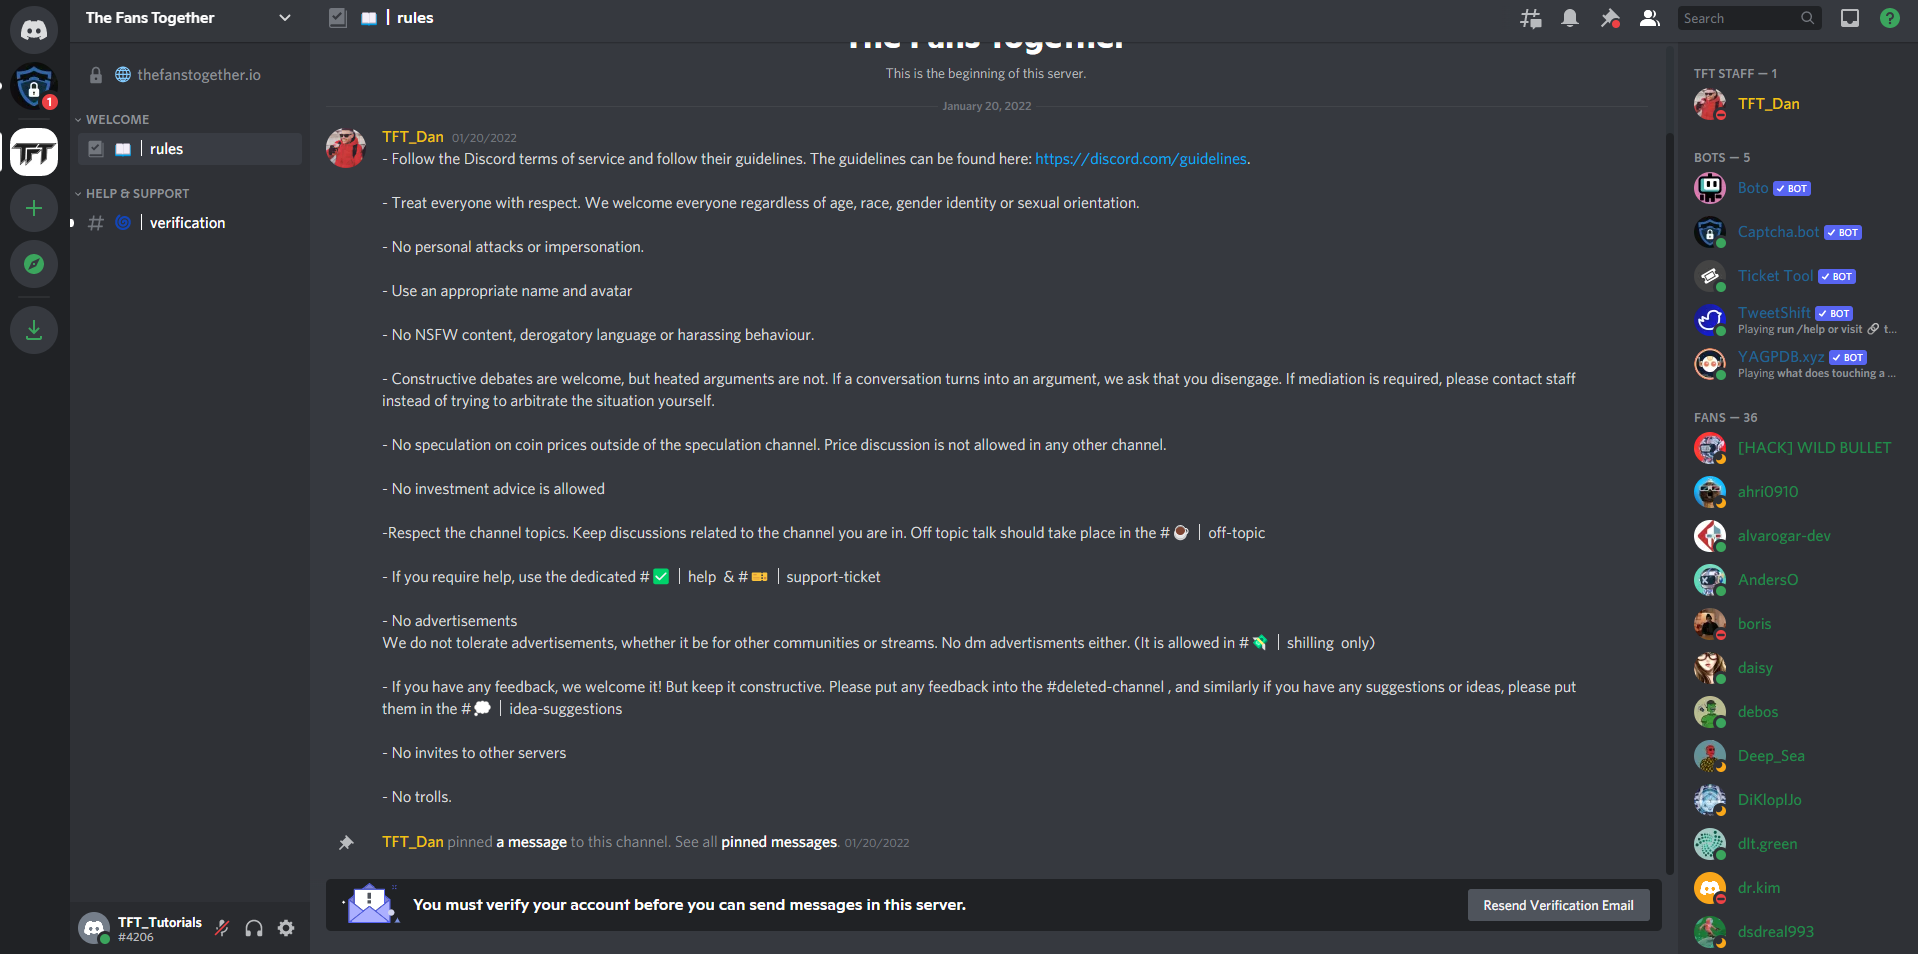 The Fans Together
thefanstogether.io
WELCOME
| rules
HELP & SUPPORT
| verification
1
TFT
TFT_Tutorials
#4206
| rules
Search
?
The Fans Together
This is the beginning of this server.
January 20, 2022
TFT_Dan 01/20/2022
- Follow the Discord terms of service and follow their guidelines. The guidelines can be found here: https://discord.com/guidelines.
- Treat everyone with respect. We welcome everyone regardless of age, race, gender identity or sexual orientation.
- No personal attacks or impersonation.
- Use an appropriate name and avatar
- No NSFW content, derogatory language or harassing behaviour.
- Constructive debates are welcome, but heated arguments are not. If a conversation turns into an argument, we ask that you disengage. If mediation is required, please contact staff
instead of trying to arbitrate the situation yourself.
- No speculation on coin prices outside of the speculation channel. Price discussion is not allowed in any other channel.
- No investment advice is allowed
-Respect the channel topics. Keep discussions related to the channel you are in. Off topic talk should take place in the #☕ | off-topic
- If you require help, use the dedicated #✅ | help & #🎫 | support-ticket
- No advertisements
We do not tolerate advertisements, whether it be for other communities or streams. No dm advertisments either. (It is allowed in #💸 | shilling only)
- If you have any feedback, we welcome it! But keep it constructive. Please put any feedback into the #deleted-channel , and similarly if you have any suggestions or ideas, please put
them in the #💭 | idea-suggestions
- No invites to other servers
- No trolls.
TFT_Dan pinned a message to this channel. See all pinned messages. 01/20/2022
You must verify your account before you can send messages in this server.
Resend Verification Email
TFT STAFF — 1
TFT_Dan
BOTS — 5
Boto ✓ BOT
Captcha.bot ✓ BOT
Ticket Tool ✓ BOT
TweetShift ✓ BOT
Playing run /help or visit 🔗 t...
YAGPDB.xyz ✓ BOT
Playing what does touching a ...
FANS — 36
[HACK] WILD BULLET
ahri0910
alvarogar-dev
AndersO
boris
daisy
debos
Deep_Sea
DiKloplJo
dlt.green
dr.kim
dsdreal993